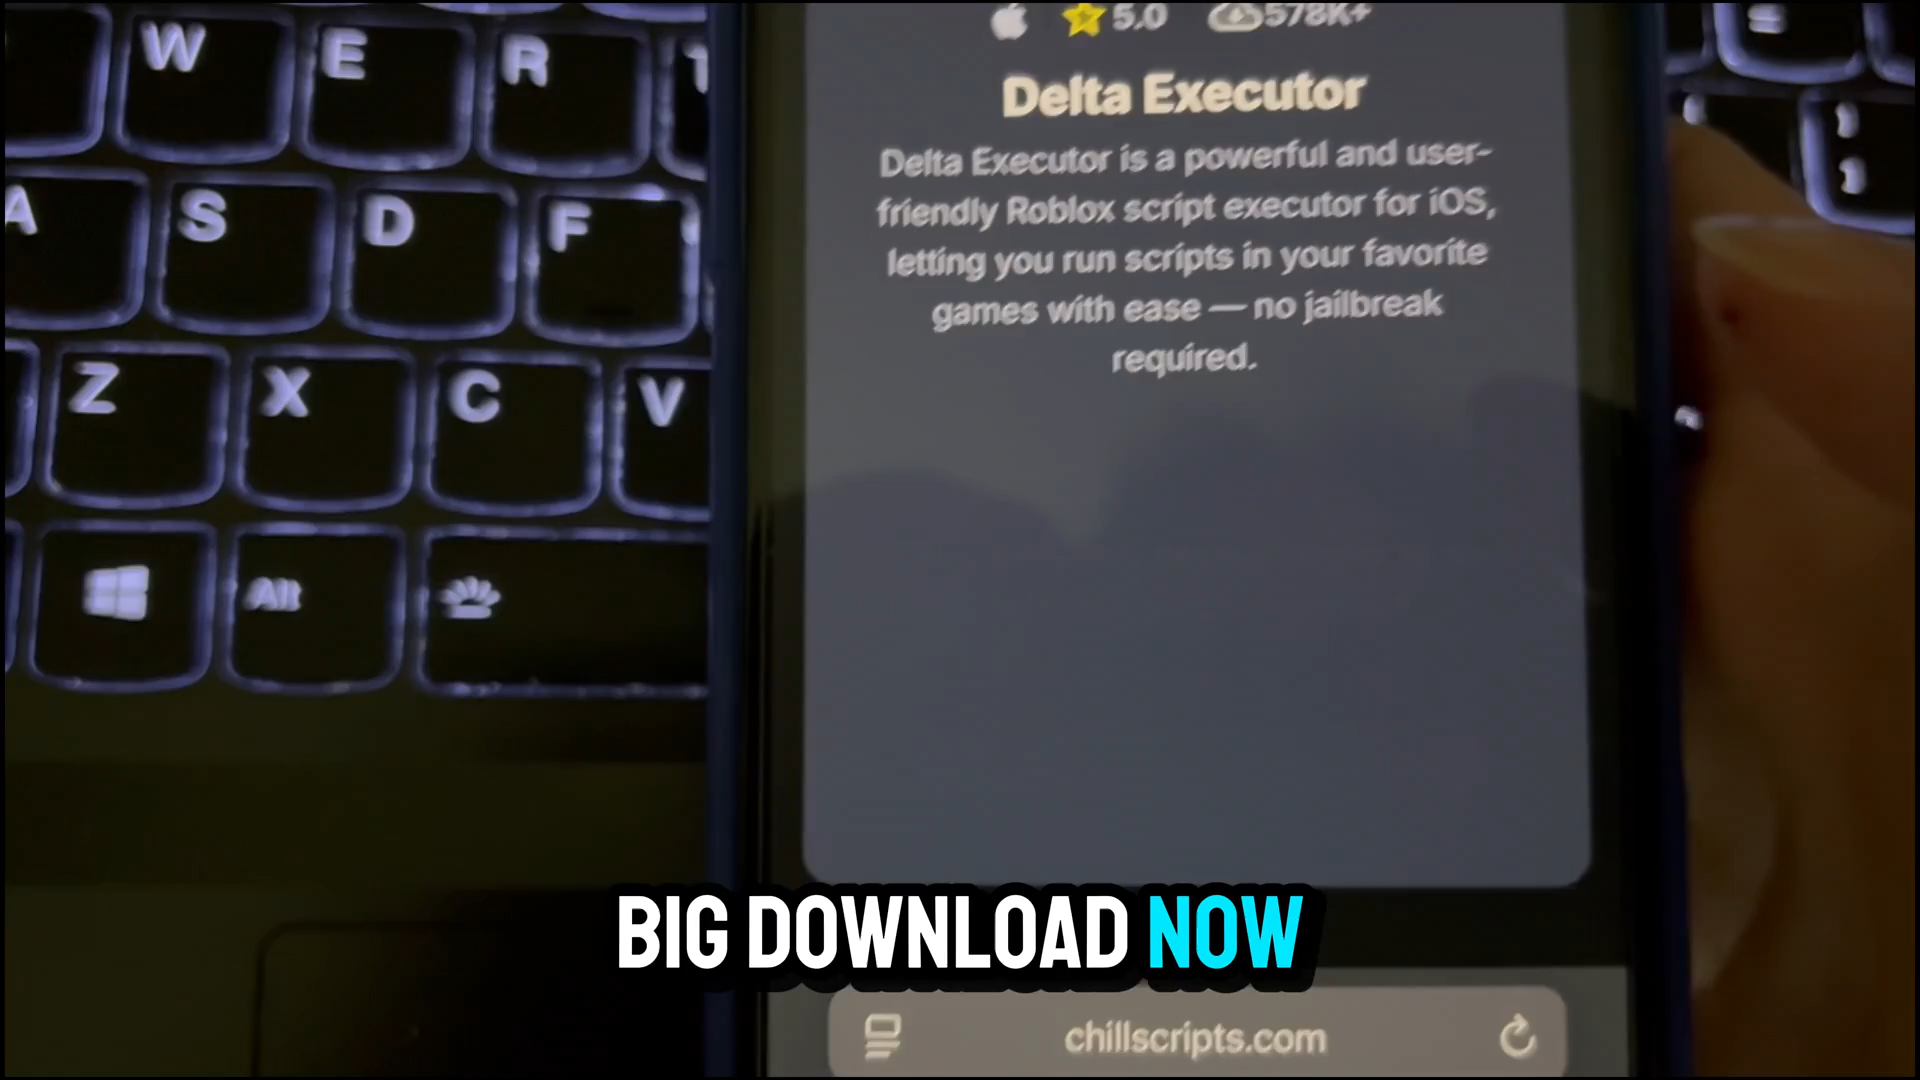 5.0 578K+
Delta Executor
Delta Executor is a powerful and user-
friendly Roblox script executor for iOS,
letting you run scripts in your favorite
games with ease — no jailbreak
required.
W E R T
A S D F
Z X C V
Alt
BIG DOWNLOAD NOW
chillscripts.com